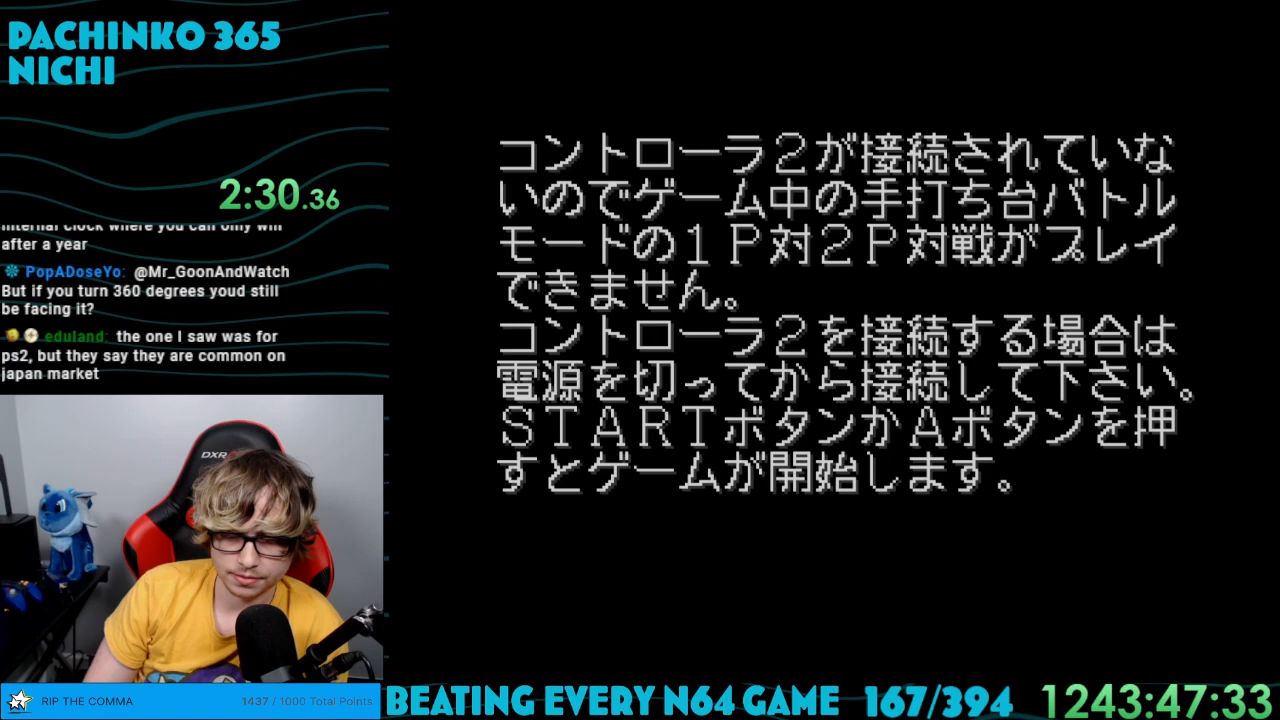 PACHINKO 365
NICHI
2:30.36
internal clock where you can only win
after a year
PopADoseYo: @Mr_GoonAndWatch
But if you turn 360 degrees youd still
be facing it?
eduland: the one I saw was for
ps2, but they say they are common on
japan market
コントローラ2が接続されていな
いのでゲーム中の手打ち台バトル
モードの1P対2P対戦がプレイ
できません。
コントローラ2を接続する場合は
電源を切ってから接続して下さい。
STARTボタンかAボタンを押
すとゲームが開始します。
DXR
RIP THE COMMA
1437 / 1000 Total Points
BEATING EVERY N64 GAME 167/394 1243:47:33